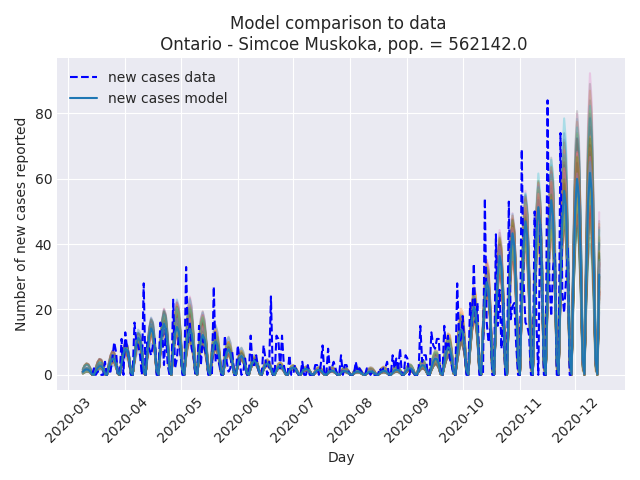 Model comparison to data
Ontario - Simcoe Muskoka, pop. = 562142.0
new cases data
new cases model
Number of new cases reported
80
60
40
20
0
2020-03
2020-04
2020-05
2020-06
2020-07
2020-08
2020-09
2020-10
2020-11
2020-12
Day